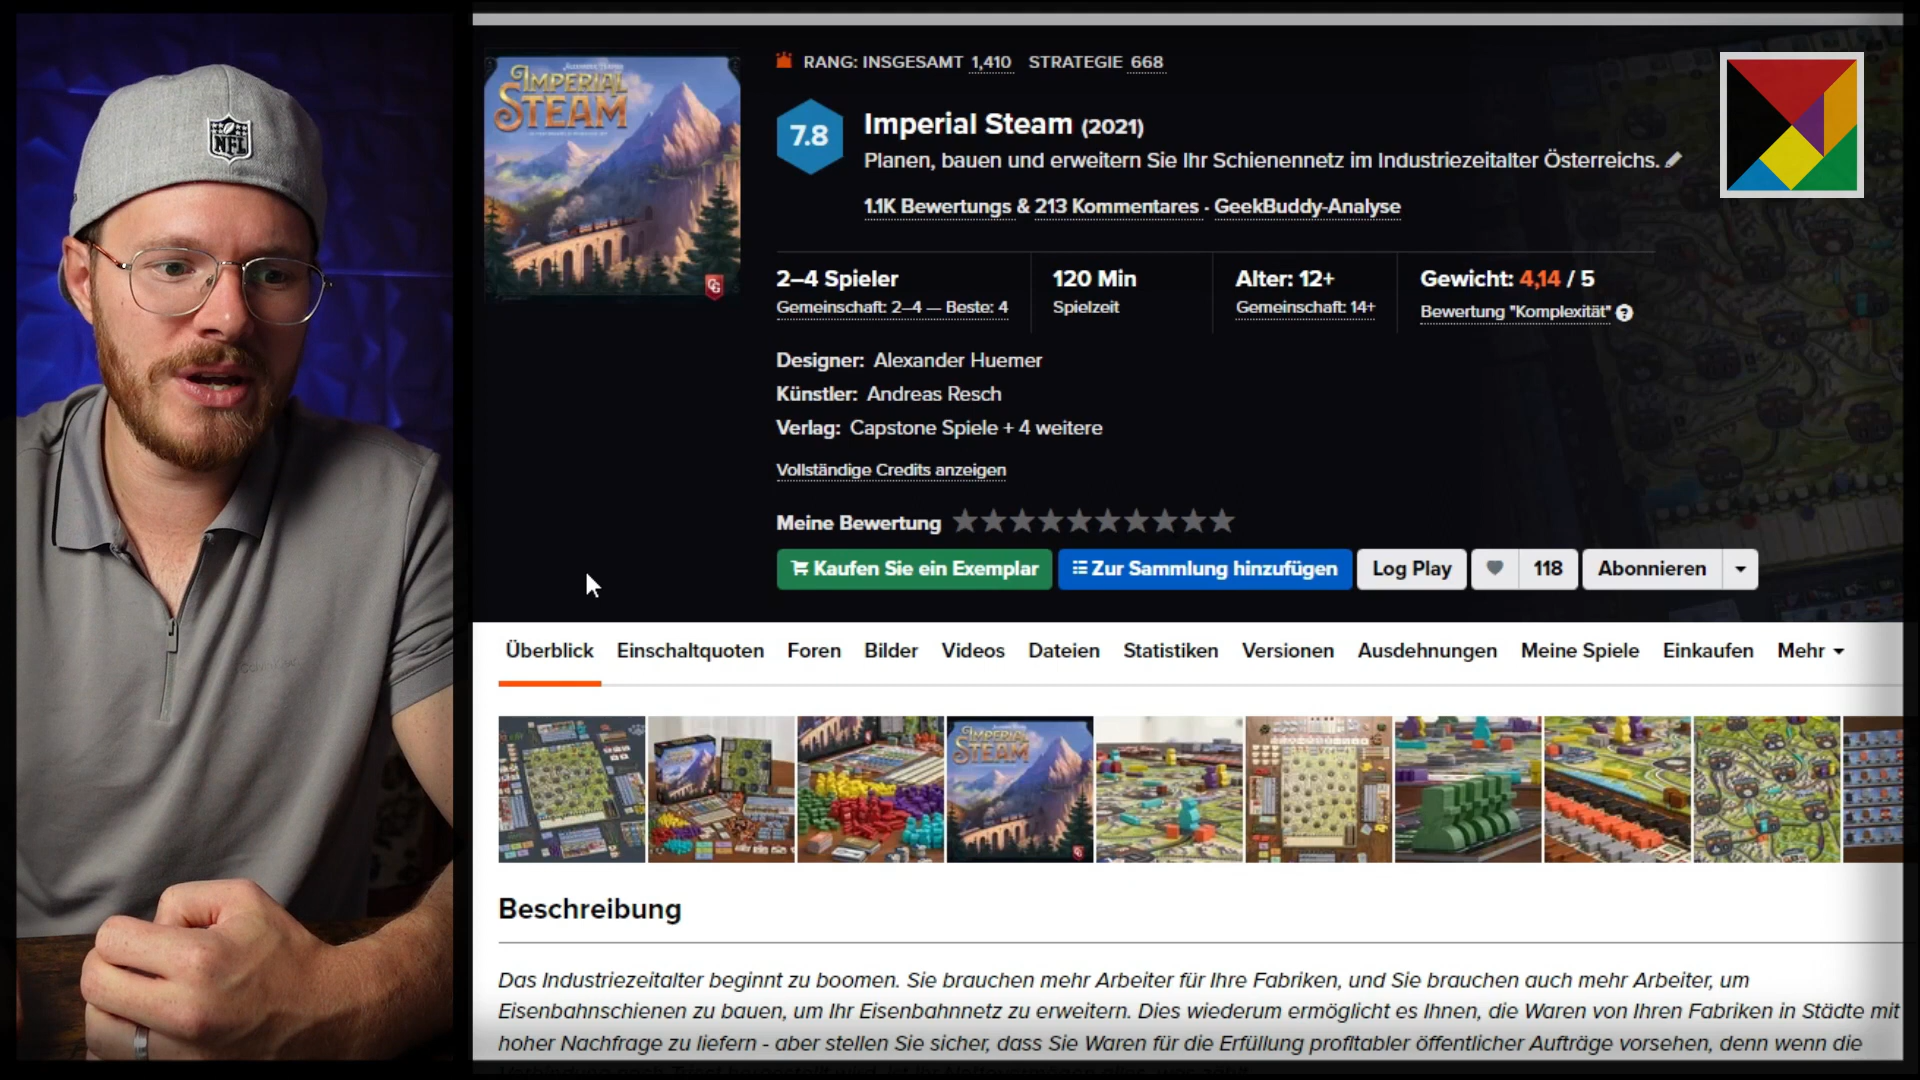 NFL
IMPERIAL
STEAM
RANG: INSGESAMT 1,410 STRATEGIE 668
7.8
Imperial Steam (2021)
Planen, bauen und erweitern Sie Ihr Schienennetz im Industriezeitalter Österreichs.
1.1K Bewertungs & 213 Kommentares · GeekBuddy-Analyse
2–4 Spieler
Gemeinschaft: 2–4 — Beste: 4
120 Min
Spielzeit
Alter: 12+
Gemeinschaft: 14+
Gewicht: 4,14 / 5
Bewertung "Komplexität" ?
Designer: Alexander Huemer
Künstler: Andreas Resch
Verlag: Capstone Spiele + 4 weitere
Vollständige Credits anzeigen
Meine Bewertung
Kaufen Sie ein Exemplar
Zur Sammlung hinzufügen
Log Play
118
Abonnieren
Überblick Einschaltquoten Foren Bilder Videos Dateien Statistiken Versionen Ausdehnungen Meine Spiele Einkaufen Mehr
IMPERIAL
STEAM
Beschreibung
Das Industriezeitalter beginnt zu boomen. Sie brauchen mehr Arbeiter für Ihre Fabriken, und Sie brauchen auch mehr Arbeiter, um
Eisenbahnschienen zu bauen, um Ihr Eisenbahnnetz zu erweitern. Dies wiederum ermöglicht es Ihnen, die Waren von Ihren Fabriken in Städte mit
hoher Nachfrage zu liefern - aber stellen Sie sicher, dass Sie Waren für die Erfüllung profitabler öffentlicher Aufträge vorsehen, denn wenn die